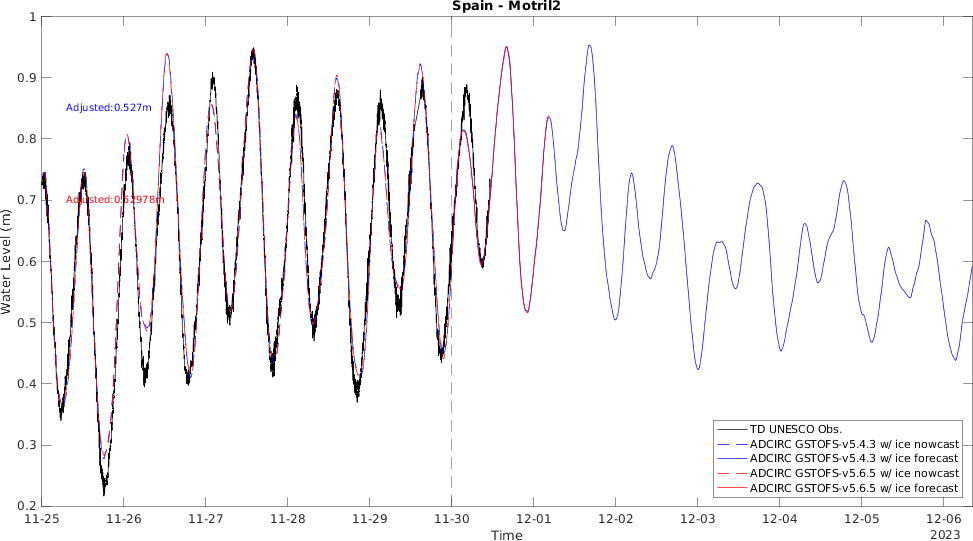 Spain - Motril2
Water Level (m)
1
0.9
0.8
0.7
0.6
0.5
0.4
0.3
0.2
Adjusted:0.527m
Adjusted:0.52978m
TD UNESCO Obs.
ADCIRC GSTOFS-v5.4.3 w/ ice nowcast
ADCIRC GSTOFS-v5.4.3 w/ ice forecast
ADCIRC GSTOFS-v5.6.5 w/ ice nowcast
ADCIRC GSTOFS-v5.6.5 w/ ice forecast
11-25 11-26 11-27 11-28 11-29 11-30 12-01 12-02 12-03 12-04 12-05 12-06
2023
Time